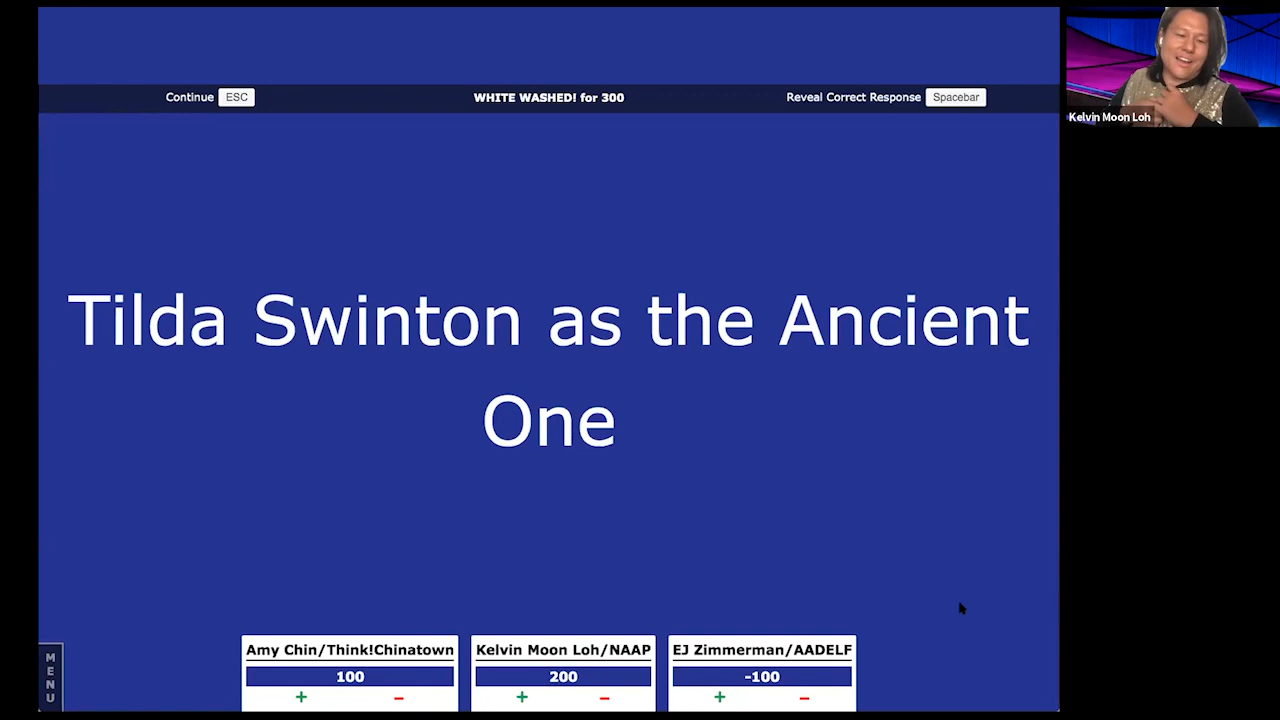 Continue ESC
WHITE WASHED! for 300
Reveal Correct Response Spacebar
Kelvin Moon Loh
Tilda Swinton as the Ancient
One
MENU
Amy Chin/Think!Chinatown
100
+ −
Kelvin Moon Loh/NAAP
200
+ −
EJ Zimmerman/AADELF
-100
+ −